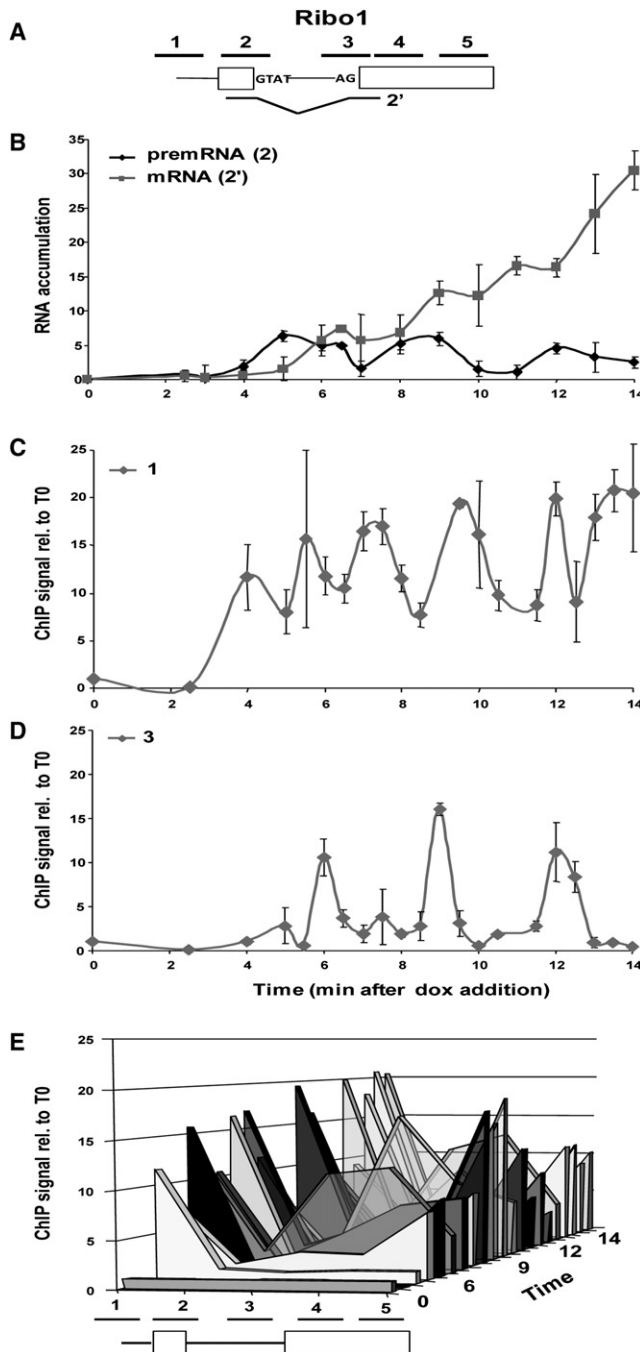 Ribo1
A
1 2 3 4 5
GTAT AG
2'
B
premRNA (2)
mRNA (2')
RNA accumulation
35
30
25
20
15
10
5
0
0 2 4 6 8 10 12 14
C
1
ChIP signal rel. to T0
25
20
15
10
5
0
0 2 4 6 8 10 12 14
D
3
ChIP signal rel. to T0
25
20
15
10
5
0
0 2 4 6 8 10 12 14
Time (min after dox addition)
E
ChIP signal rel. to T0
25
20
15
10
5
0
0 6 9 12 14
Time
1 2 3 4 5